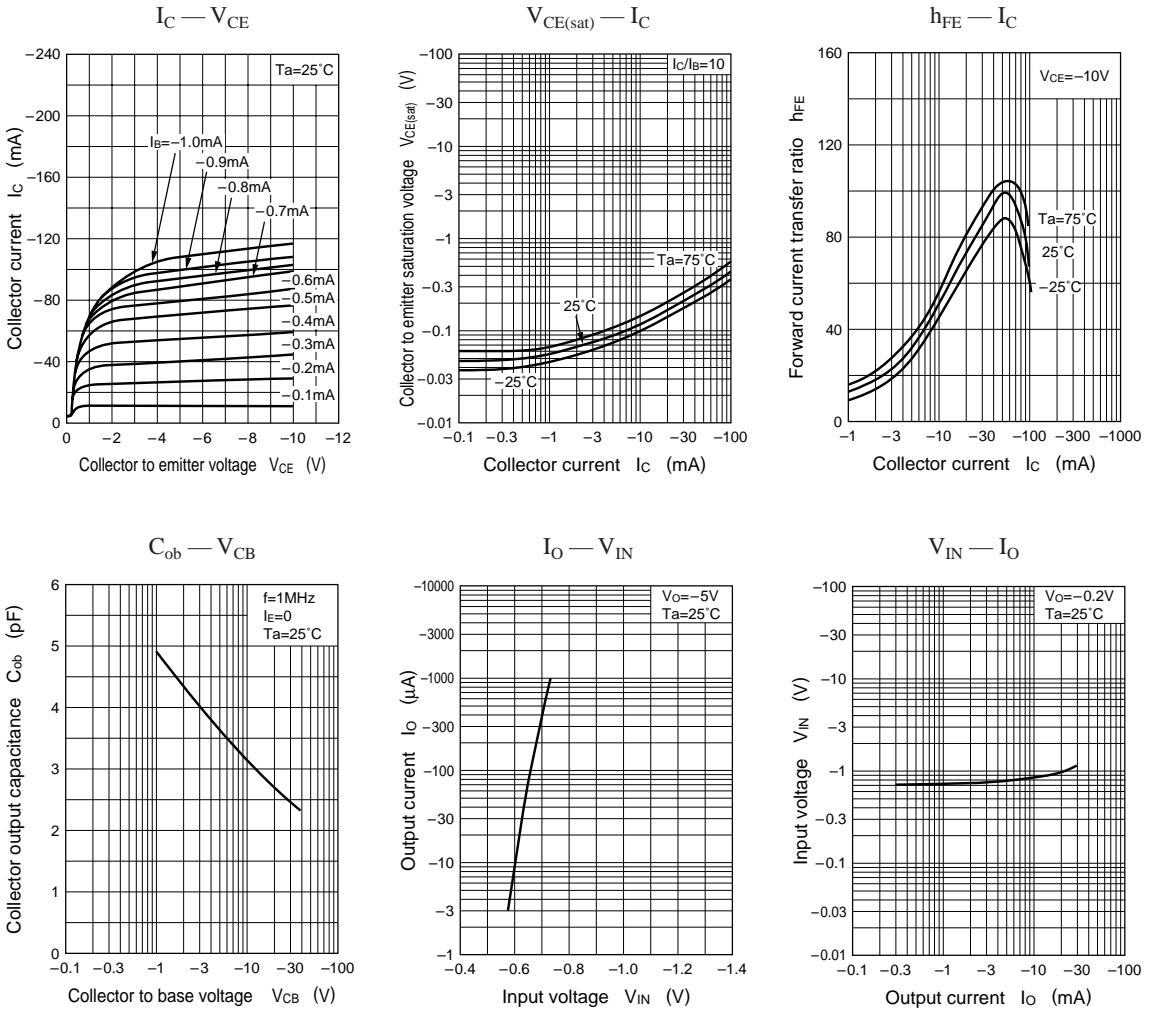 IC — VCE
Ta=25˚C
IB=–1.0mA
–0.9mA
–0.8mA
–0.7mA
–0.6mA
–0.5mA
–0.4mA
–0.3mA
–0.2mA
–0.1mA
–240
–200
–160
–120
–80
–40
0
0
–2
–4
–6
–8
–10
–12
Collector current IC (mA)
Collector to emitter voltage VCE (V)
VCE(sat) — IC
IC/IB=10
Ta=75˚C
25˚C
–25˚C
–100
–30
–10
–3
–1
–0.3
–0.1
–0.03
–0.01
–0.1
–0.3
–1
–3
–10
–30
–100
Collector to emitter saturation voltage VCE(sat) (V)
Collector current IC (mA)
hFE — IC
VCE=–10V
Ta=75˚C
25˚C
–25˚C
160
120
80
40
0
–1
–3
–10
–30
–100
–300
–1000
Forward current transfer ratio hFE
Collector current IC (mA)
Cob — VCB
f=1MHz
IE=0
Ta=25˚C
6
5
4
3
2
1
0
–0.1
–0.3
–1
–3
–10
–30
–100
Collector output capacitance Cob (pF)
Collector to base voltage VCB (V)
IO — VIN
VO=–5V
Ta=25˚C
–10000
–3000
–1000
–300
–100
–30
–10
–3
–1
–0.4
–0.6
–0.8
–1.0
–1.2
–1.4
Output current IO (µA)
Input voltage VIN (V)
VIN — IO
VO=–0.2V
Ta=25˚C
–100
–30
–10
–3
–1
–0.3
–0.1
–0.03
–0.01
–0.1
–0.3
–1
–3
–10
–30
–100
Input voltage VIN (V)
Output current IO (mA)